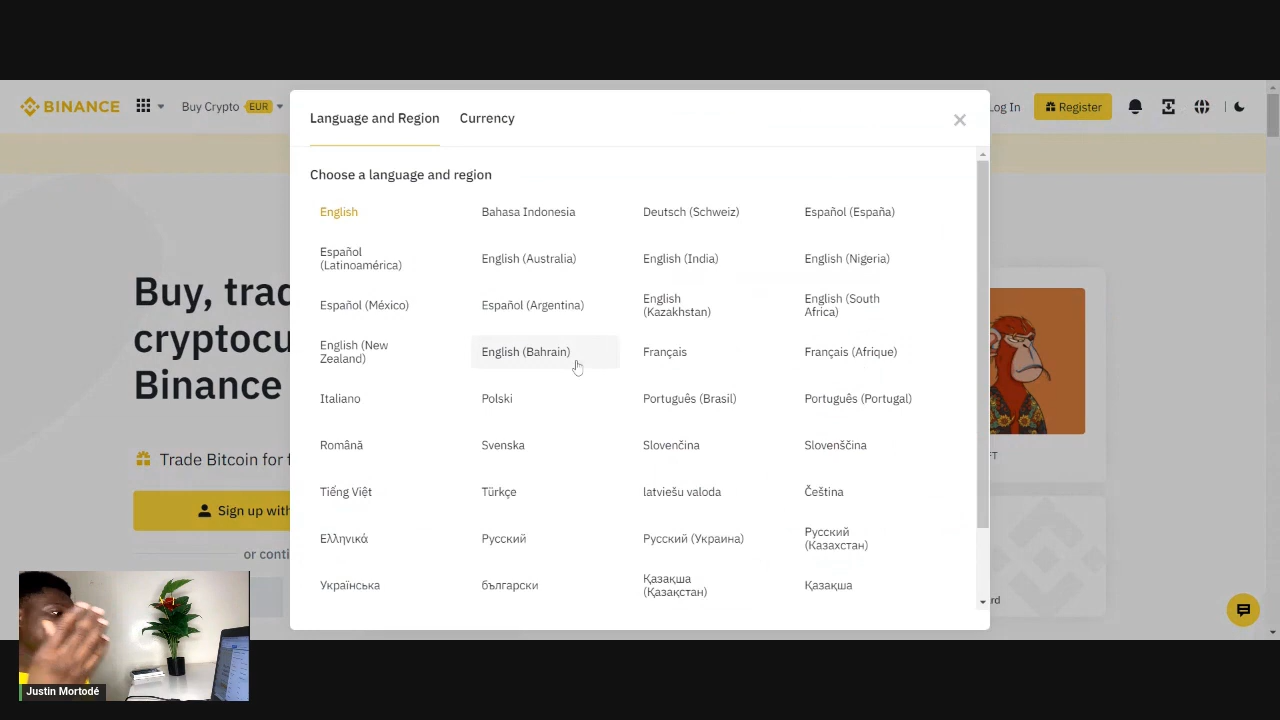 BINANCE
Buy Crypto EUR
Log In
Register
Language and Region
Currency
Choose a language and region
English
Bahasa Indonesia
Deutsch (Schweiz)
Español (España)
Español
(Latinoamérica)
English (Australia)
English (India)
English (Nigeria)
Español (México)
Español (Argentina)
English
(Kazakhstan)
English (South
Africa)
English (New
Zealand)
English (Bahrain)
Français
Français (Afrique)
Italiano
Polski
Português (Brasil)
Português (Portugal)
Română
Svenska
Slovenčina
Slovenščina
Tiếng Việt
Türkçe
latviešu valoda
Čeština
Ελληνικά
Русский
Русский (Украина)
Русский
(Казахстан)
Українська
български
Қазақша
(Қазақстан)
Қазақша
Buy, trad
cryptocu
Binance
Trade Bitcoin for f
Sign up with
or conti
FT
rd
Justin Mortodé